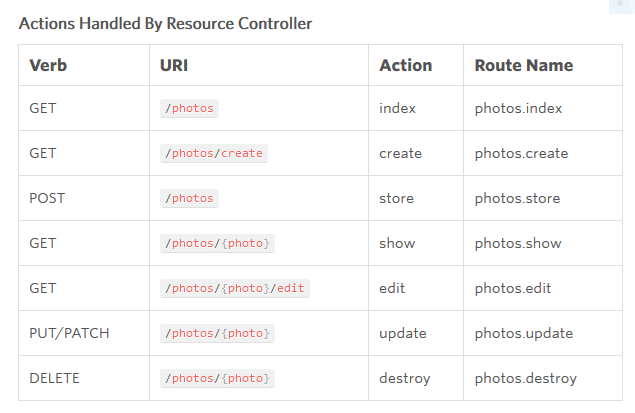 Actions Handled By Resource Controller
Verb URI Action Route Name
GET /photos index photos.index
GET /photos/create create photos.create
POST /photos store photos.store
GET /photos/{photo} show photos.show
GET /photos/{photo}/edit edit photos.edit
PUT/PATCH /photos/{photo} update photos.update
DELETE /photos/{photo} destroy photos.destroy